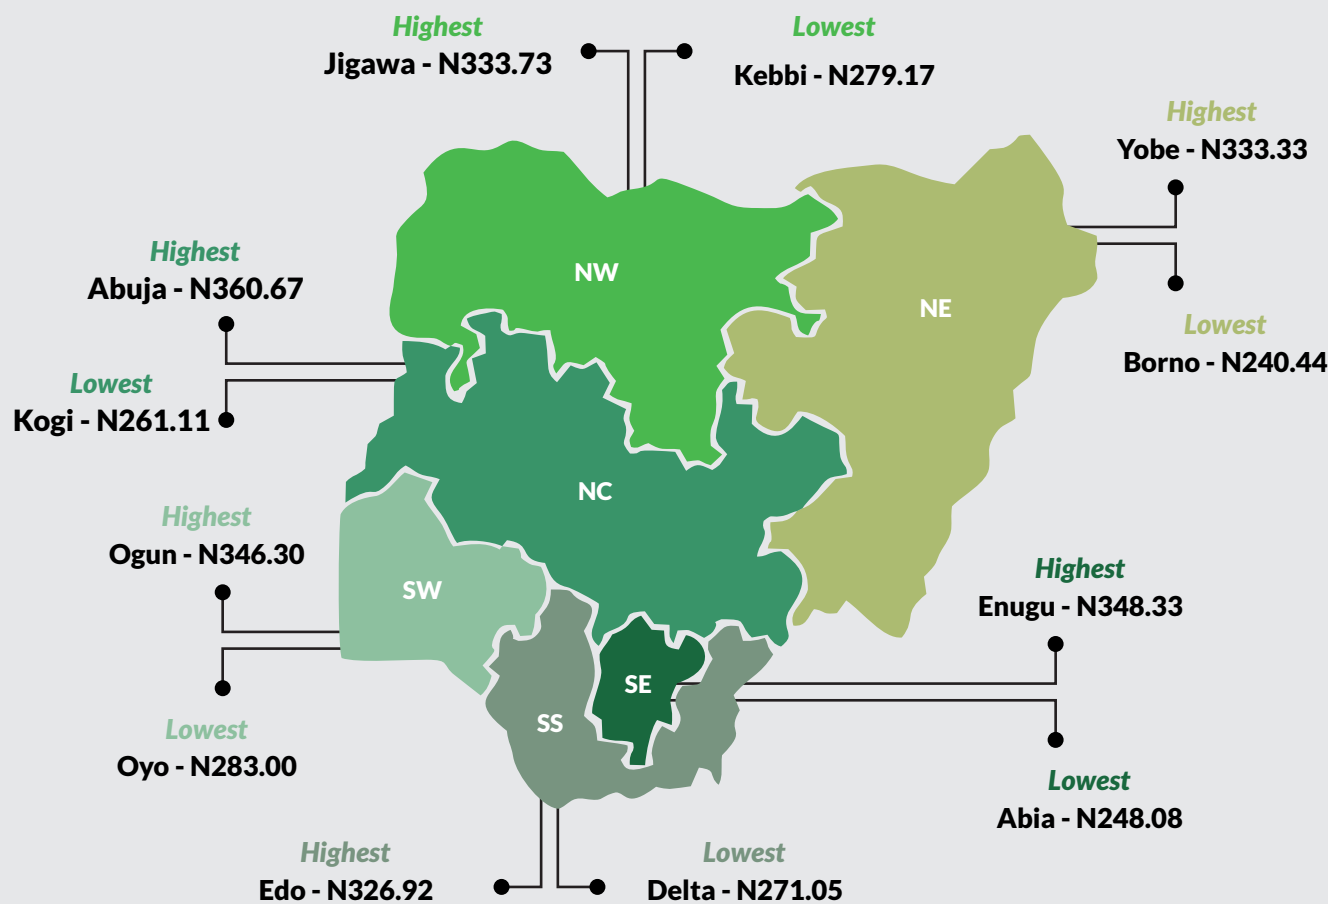 Highest
Jigawa - N333.73
Lowest
Kebbi - N279.17
Highest
Yobe - N333.33
Lowest
Borno - N240.44
Highest
Abuja - N360.67
Lowest
Kogi - N261.11
NW
NE
NC
Highest
Ogun - N346.30
Lowest
Oyo - N283.00
SW
SS
SE
Highest
Enugu - N348.33
Lowest
Abia - N248.08
Highest
Edo - N326.92
Lowest
Delta - N271.05